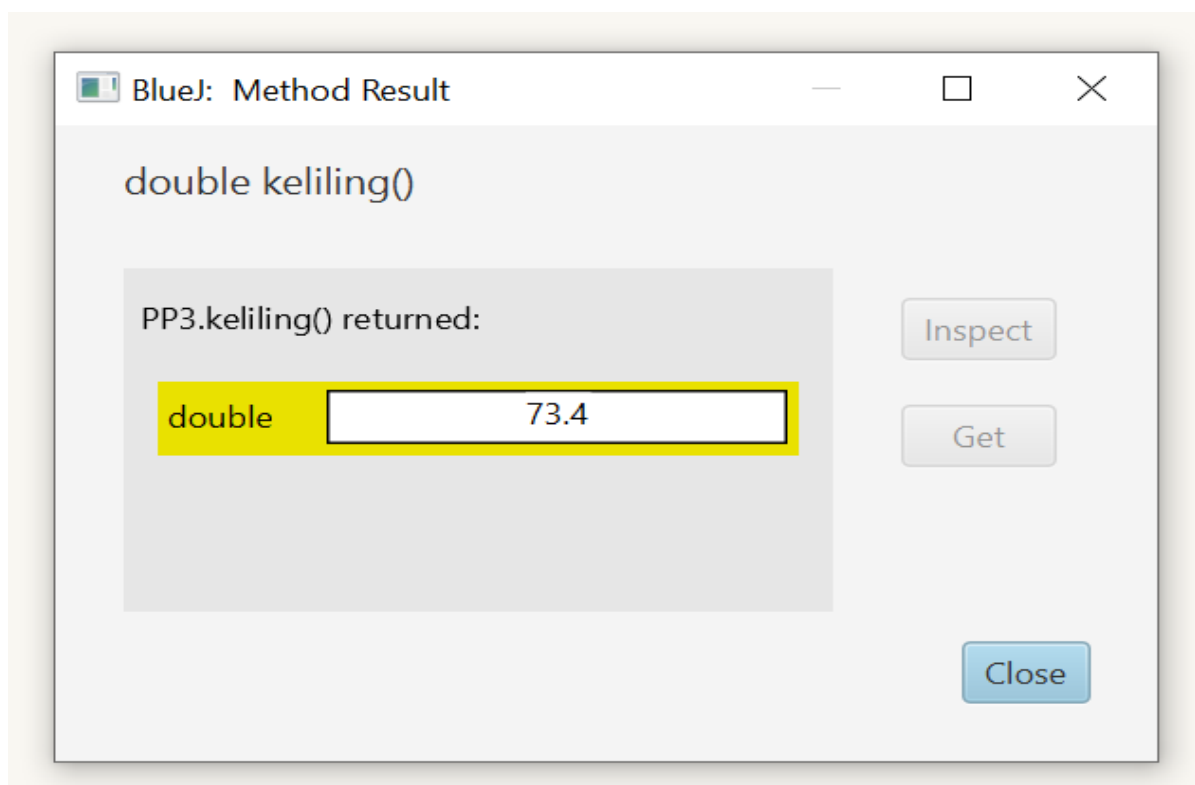 BlueJ: Method Result
double keliling()
PP3.keliling() returned:
double 73.4
Inspect
Get
Close